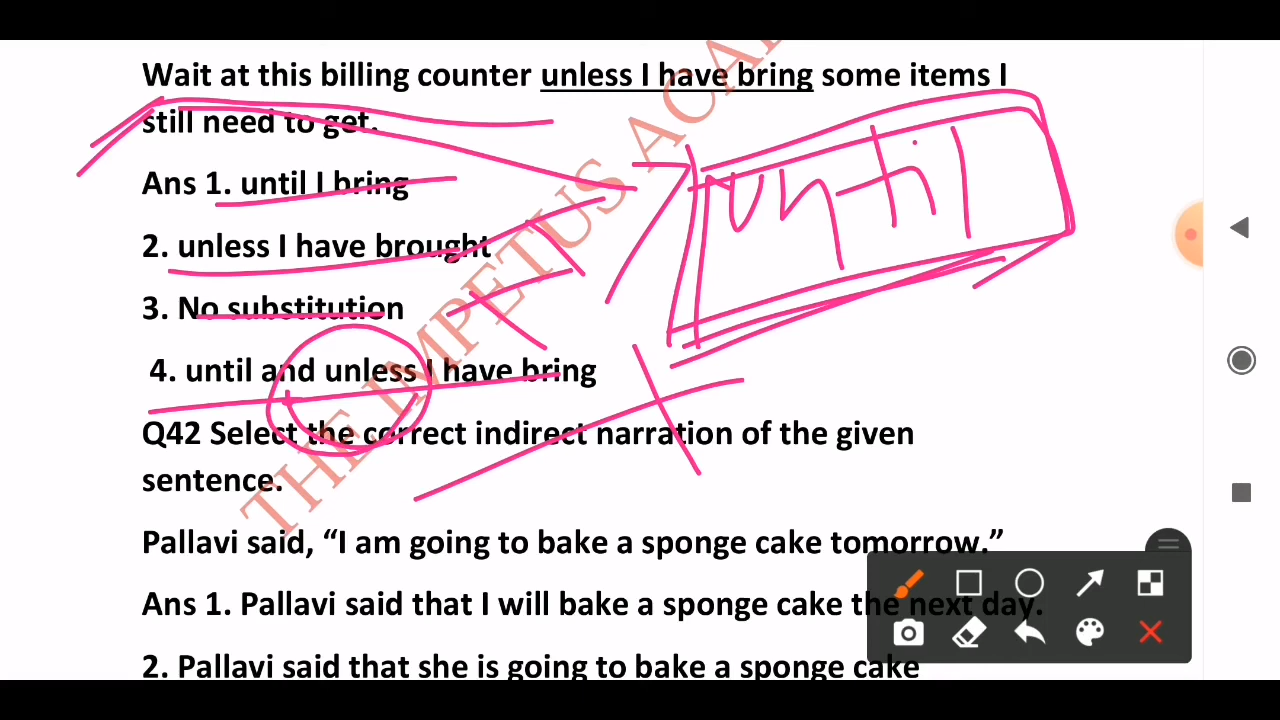 Wait at this billing counter unless I have bring some items I
still need to get.
Ans 1. until I bring
2. unless I have brought
3. No substitution
4. until and unless I have bring
Q42 Select the correct indirect narration of the given
sentence.
Pallavi said, “I am going to bake a sponge cake tomorrow.”
Ans 1. Pallavi said that I will bake a sponge cake the next day.
2. Pallavi said that she is going to bake a sponge cake
until
THE IMPETUS ACA